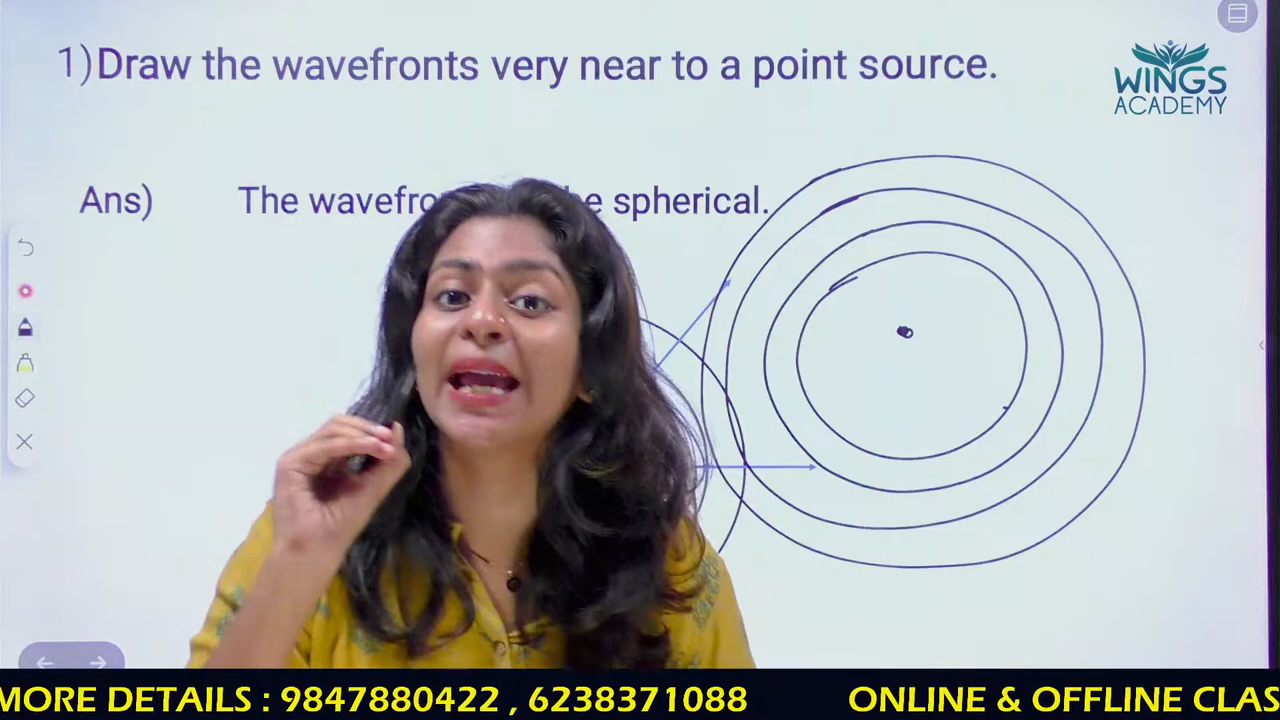 1) Draw the wavefronts very near to a point source.
WINGS
ACADEMY
Ans) The e spherical.
MORE DETAILS : 9847880422 , 6238371088 ONLINE & OFFLINE CLAS